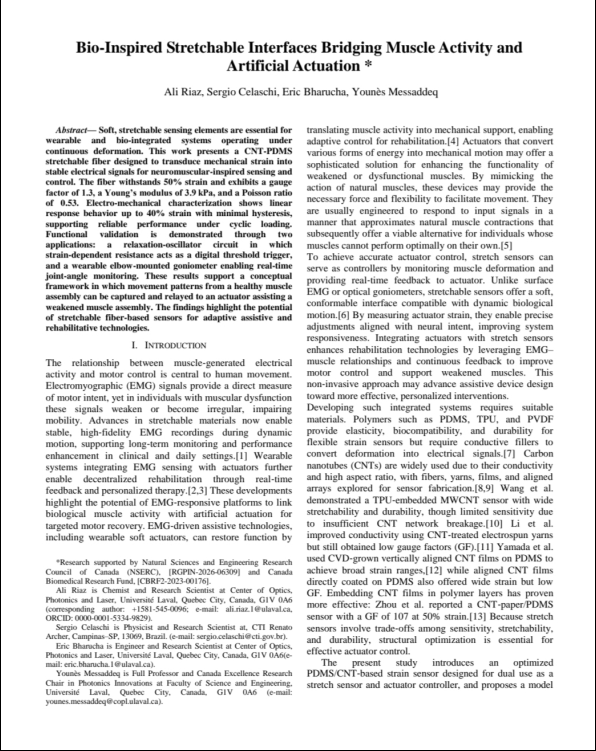 Bio-Inspired Stretchable Interfaces Bridging Muscle Activity and
Artificial Actuation *
Ali Riaz, Sergio Celaschi, Eric Bharucha, Younès Messaddeq
Abstract— Soft, stretchable sensing elements are essential for
wearable and bio-integrated systems operating under
continuous deformation. This work presents a CNT-PDMS
stretchable fiber designed to transduce mechanical strain into
stable electrical signals for neuromuscular-inspired sensing and
control. The fiber withstands 50% strain and exhibits a gauge
factor of 1.3, a Young's modulus of 3.9 kPa, and a Poisson ratio
of 0.53. Electro-mechanical characterization shows linear
response behavior up to 40% strain with minimal hysteresis,
supporting reliable performance under cyclic loading.
Functional validation is demonstrated through two
applications: a relaxation-oscillator circuit in which
strain-dependent resistance acts as a digital threshold trigger,
and a wearable elbow-mounted goniometer enabling real-time
joint-angle monitoring. These results support a conceptual
framework in which movement patterns from a healthy muscle
assembly can be captured and relayed to an actuator assisting a
weakened muscle assembly. The findings highlight the potential
of stretchable fiber-based sensors for adaptive assistive and
rehabilitative technologies.
I. INTRODUCTION
The relationship between muscle-generated electrical
activity and motor control is central to human movement.
Electromyographic (EMG) signals provide a direct measure
of motor intent, yet in individuals with muscular dysfunction
these signals weaken or become irregular, impairing
mobility. Advances in stretchable materials now enable
stable, high-fidelity EMG recordings during dynamic
motion, supporting long-term monitoring and performance
enhancement in clinical and daily settings.[1] Wearable
systems integrating EMG sensing with actuators further
enable decentralized rehabilitation through real-time
feedback and personalized therapy.[2,3] These developments
highlight the potential of EMG-responsive platforms to link
biological muscle activity with artificial actuation for
targeted motor recovery. EMG-driven assistive technologies,
including wearable soft actuators, can restore function by
*Research supported by Natural Sciences and Engineering Research
Council of Canada (NSERC), [RGPIN-2026-06309] and Canada
Biomedical Research Fund, [CBRF2-2023-00176].
Ali Riaz is Chemist and Research Scientist at Center of Optics,
Photonics and Laser, Université Laval, Quebec City, Canada, G1V 0A6
(corresponding author: +1581-545-0096; e-mail: ali.riaz.1@ulaval.ca,
ORCID: 0000-0001-5334-9829).
Sergio Celaschi is Physicist and Research Scientist at, CTI Renato
Archer, Campinas–SP, 13069, Brazil. (e-mail: sergio.celaschi@cti.gov.br).
Eric Bharucha is Engineer and Research Scientist at Center of Optics,
Photonics and Laser, Université Laval, Quebec City, Canada, G1V 0A6(e-
mail: eric.bharucha.1@ulaval.ca).
Younès Messaddeq is Full Professor and Canada Excellence Research
Chair in Photonics Innovations at Faculty of Science and Engineering,
Université Laval, Quebec City, Canada, G1V 0A6 (e-mail:
younes.messaddeq@copl.ulaval.ca).
translating muscle activity into mechanical support, enabling
adaptive control for rehabilitation.[4] Actuators that convert
various forms of energy into mechanical motion may offer a
sophisticated solution for enhancing the functionality of
weakened or dysfunctional muscles. By mimicking the
action of natural muscles, these devices may provide the
necessary force and flexibility to facilitate movement. They
are usually engineered to respond to input signals in a
manner that approximates natural muscle contractions that
subsequently offer a viable alternative for individuals whose
muscles cannot perform optimally on their own.[5]
To achieve accurate actuator control, stretch sensors can
serve as controllers by monitoring muscle deformation and
providing real-time feedback to actuator. Unlike surface
EMG or optical goniometers, stretchable sensors offer a soft,
conformable interface compatible with dynamic biological
motion.[6] By measuring actuator strain, they enable precise
adjustments aligned with neural intent, improving system
responsiveness. Integrating actuators with stretch sensors
enhances rehabilitation technologies by leveraging EMG–
muscle relationships and continuous feedback to improve
motor control and support weakened muscles. This
non-invasive approach may advance assistive device design
toward more effective, personalized interventions.
Developing such integrated systems requires suitable
materials. Polymers such as PDMS, TPU, and PVDF
provide elasticity, biocompatibility, and durability for
flexible strain sensors but require conductive fillers to
convert deformation into electrical signals.[7] Carbon
nanotubes (CNTs) are widely used due to their conductivity
and high aspect ratio, with fibers, yarns, films, and aligned
arrays explored for sensor fabrication.[8,9] Wang et al.
demonstrated a TPU-embedded MWCNT sensor with wide
stretchability and durability, though limited sensitivity due
to insufficient CNT network breakage.[10] Li et al.
improved conductivity using CNT-treated electrospun yarns
but still obtained low gauge factors (GF).[11] Yamada et al.
used CVD-grown vertically aligned CNT films on PDMS to
achieve broad strain ranges,[12] while aligned CNT films
directly coated on PDMS also offered wide strain but low
GF. Embedding CNT films in polymer layers has proven
more effective: Zhou et al. reported a CNT-paper/PDMS
sensor with a GF of 107 at 50% strain.[13] Because stretch
sensors involve trade-offs among sensitivity, stretchability,
and durability, structural optimization is essential for
effective actuator control.
The present study introduces an optimized
PDMS/CNT-based strain sensor designed for dual use as a
stretch sensor and actuator controller, and proposes a model